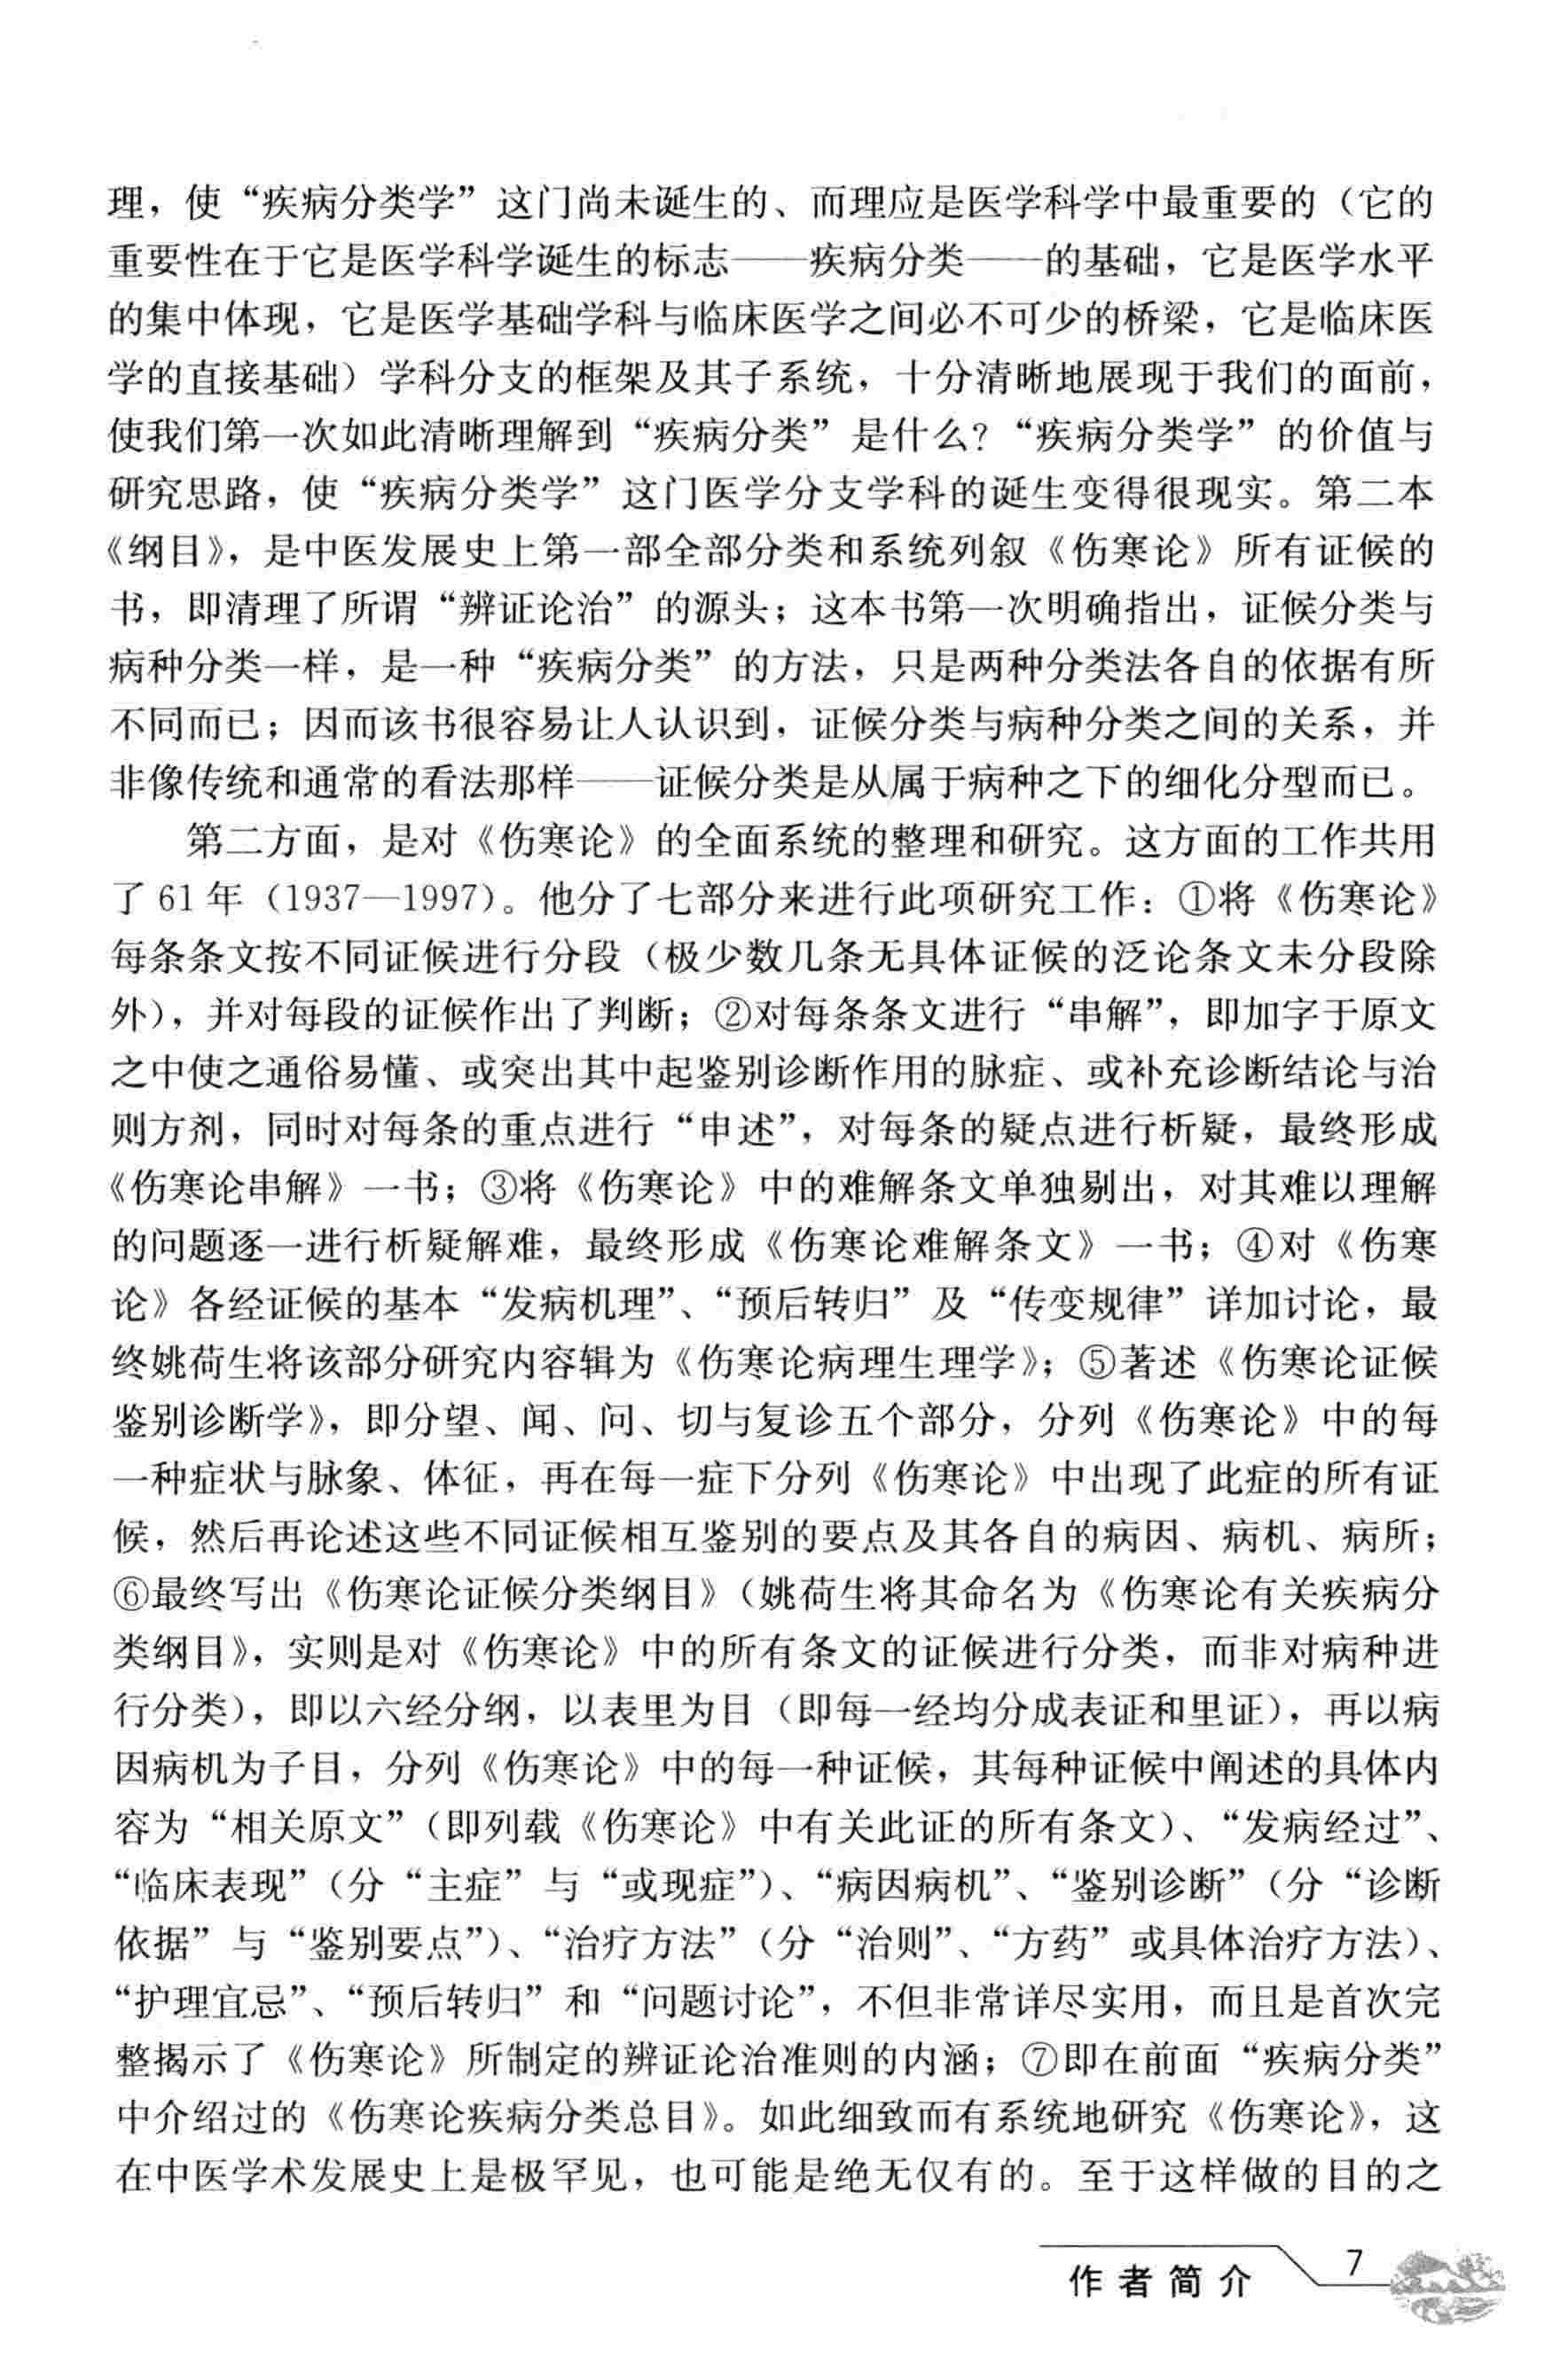 理，使“疾病分类学”这门尚未诞生的、而理应是医学科学中最重要的（它的
重要性在于它是医学科学诞生的标志——疾病分类——的基础，它是医学水平
的集中体现，它是医学基础学科与临床医学之间必不可少的桥梁，它是临床医
学的直接基础）学科分支的框架及其子系统，十分清晰地展现于我们的面前，
使我们第一次如此清晰理解到“疾病分类”是什么？“疾病分类学”的价值与
研究思路，使“疾病分类学”这门医学分支学科的诞生变得很现实。第二本
《纲目》，是中医发展史上第一部全部分类和系统列叙《伤寒论》所有证候的
书，即清理了所谓“辨证论治”的源头；这本书第一次明确指出，证候分类与
病种分类一样，是一种“疾病分类”的方法，只是两种分类法各自的依据有所
不同而已；因而该书很容易让人认识到，证候分类与病种分类之间的关系，并
非像传统和通常的看法那样——证候分类是从属于病种之下的细化分型而已。
第二方面，是对《伤寒论》的全面系统的整理和研究。这方面的工作共用
了 61 年（1937—1997）。他分了七部分来进行此项研究工作：①将《伤寒论》
每条条文按不同证候进行分段（极少数几条无具体证候的泛论条文未分段除
外），并对每段的证候作出了判断；②对每条条文进行“串解”，即加字于原文
之中使之通俗易懂、或突出其中起鉴别诊断作用的脉症、或补充诊断结论与治
则方剂，同时对每条的重点进行“申述”，对每条的疑点进行析疑，最终形成
《伤寒论串解》一书；③将《伤寒论》中的难解条文单独剔出，对其难以理解
的问题逐一进行析疑解难，最终形成《伤寒论难解条文》一书；④对《伤寒
论》各经证候的基本“发病机理”、“预后转归”及“传变规律”详加讨论，最
终姚荷生将该部分研究内容辑为《伤寒论病理生理学》；⑤著述《伤寒论证候
鉴别诊断学》，即分望、闻、问、切与复诊五个部分，分列《伤寒论》中的每
一种症状与脉象、体征，再在每一症下分列《伤寒论》中出现了此症的所有证
候，然后再论述这些不同证候相互鉴别的要点及其各自的病因、病机、病所；
⑥最终写出《伤寒论证候分类纲目》（姚荷生将其命名为《伤寒论有关疾病分
类纲目》，实则是对《伤寒论》中的所有条文的证候进行分类，而非对病种进
行分类），即以六经分纲，以表里为目（即每一经均分成表证和里证），再以病
因病机为子目，分列《伤寒论》中的每一种证候，其每种证候中阐述的具体内
容为“相关原文”（即列载《伤寒论》中有关此证的所有条文）、“发病经过”、
“临床表现”（分“主症”与“或现症”）、“病因病机”、“鉴别诊断”（分“诊断
依据”与“鉴别要点”）、“治疗方法”（分“治则”、“方药”或具体治疗方法）、
“护理宜忌”、“预后转归”和“问题讨论”，不但非常详尽实用，而且是首次完
整揭示了《伤寒论》所制定的辨证论治准则的内涵；⑦即在前面“疾病分类”
中介绍过的《伤寒论疾病分类总目》。如此细致而有系统地研究《伤寒论》，这
在中医学术发展史上是极罕见，也可能是绝无仅有的。至于这样做的目的之
作者简介 7